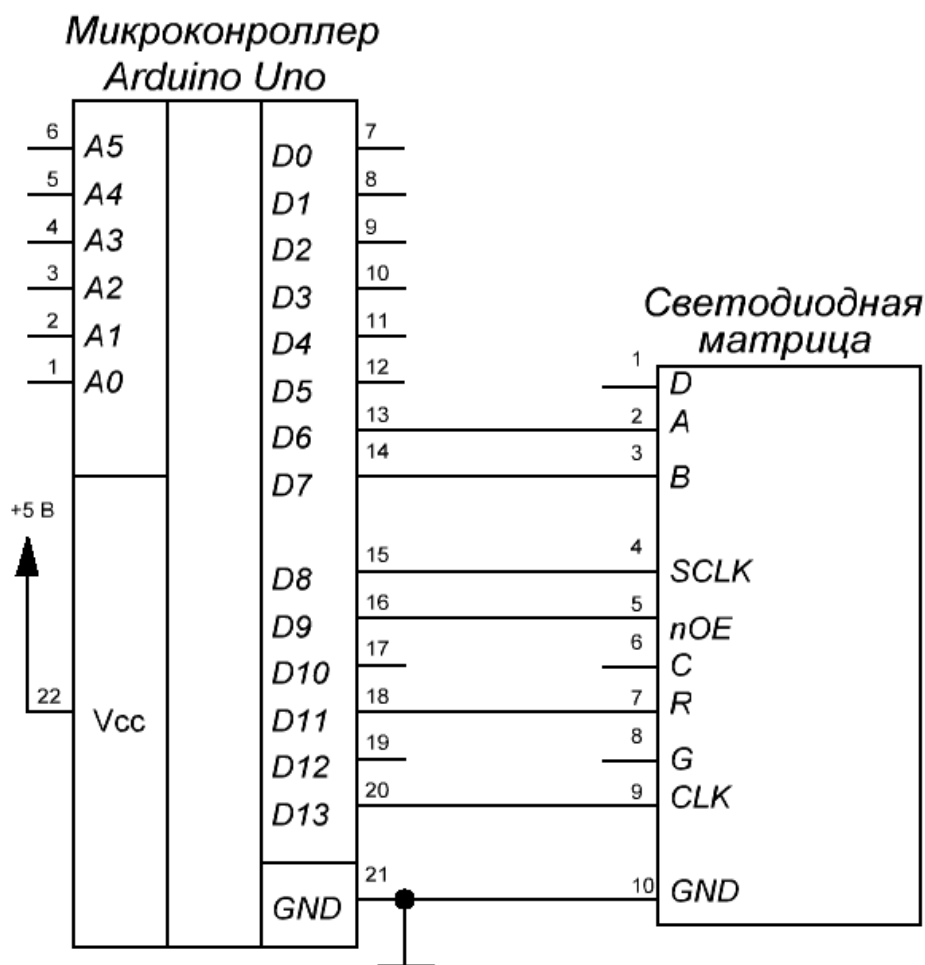 Микроконроллер
Arduino Uno
6 A5
5 A4
4 A3
3 A2
2 A1
1 A0
+5 В
22 Vcc
7 D0
8 D1
9 D2
10 D3
11 D4
12 D5
13 D6
14 D7
15 D8
16 D9
17 D10
18 D11
19 D12
20 D13
21 GND
Светодиодная
матрица
1 D
2 A
3 B
4 SCLK
5 nOE
6 C
7 R
8 G
9 CLK
10 GND